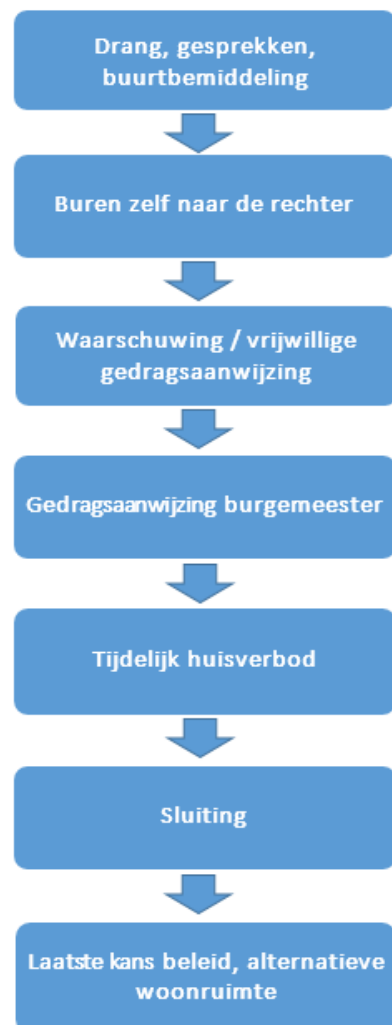 Drang, gesprekken,
buurtbemiddeling
Buren zelf naar de rechter
Waarschuwing / vrijwillige
gedragsaanwijzing
Gedragsaanwijzing burgemeester
Tijdelijk huisverbod
Sluiting
Laatste kans beleid, alternatieve
woonruimte